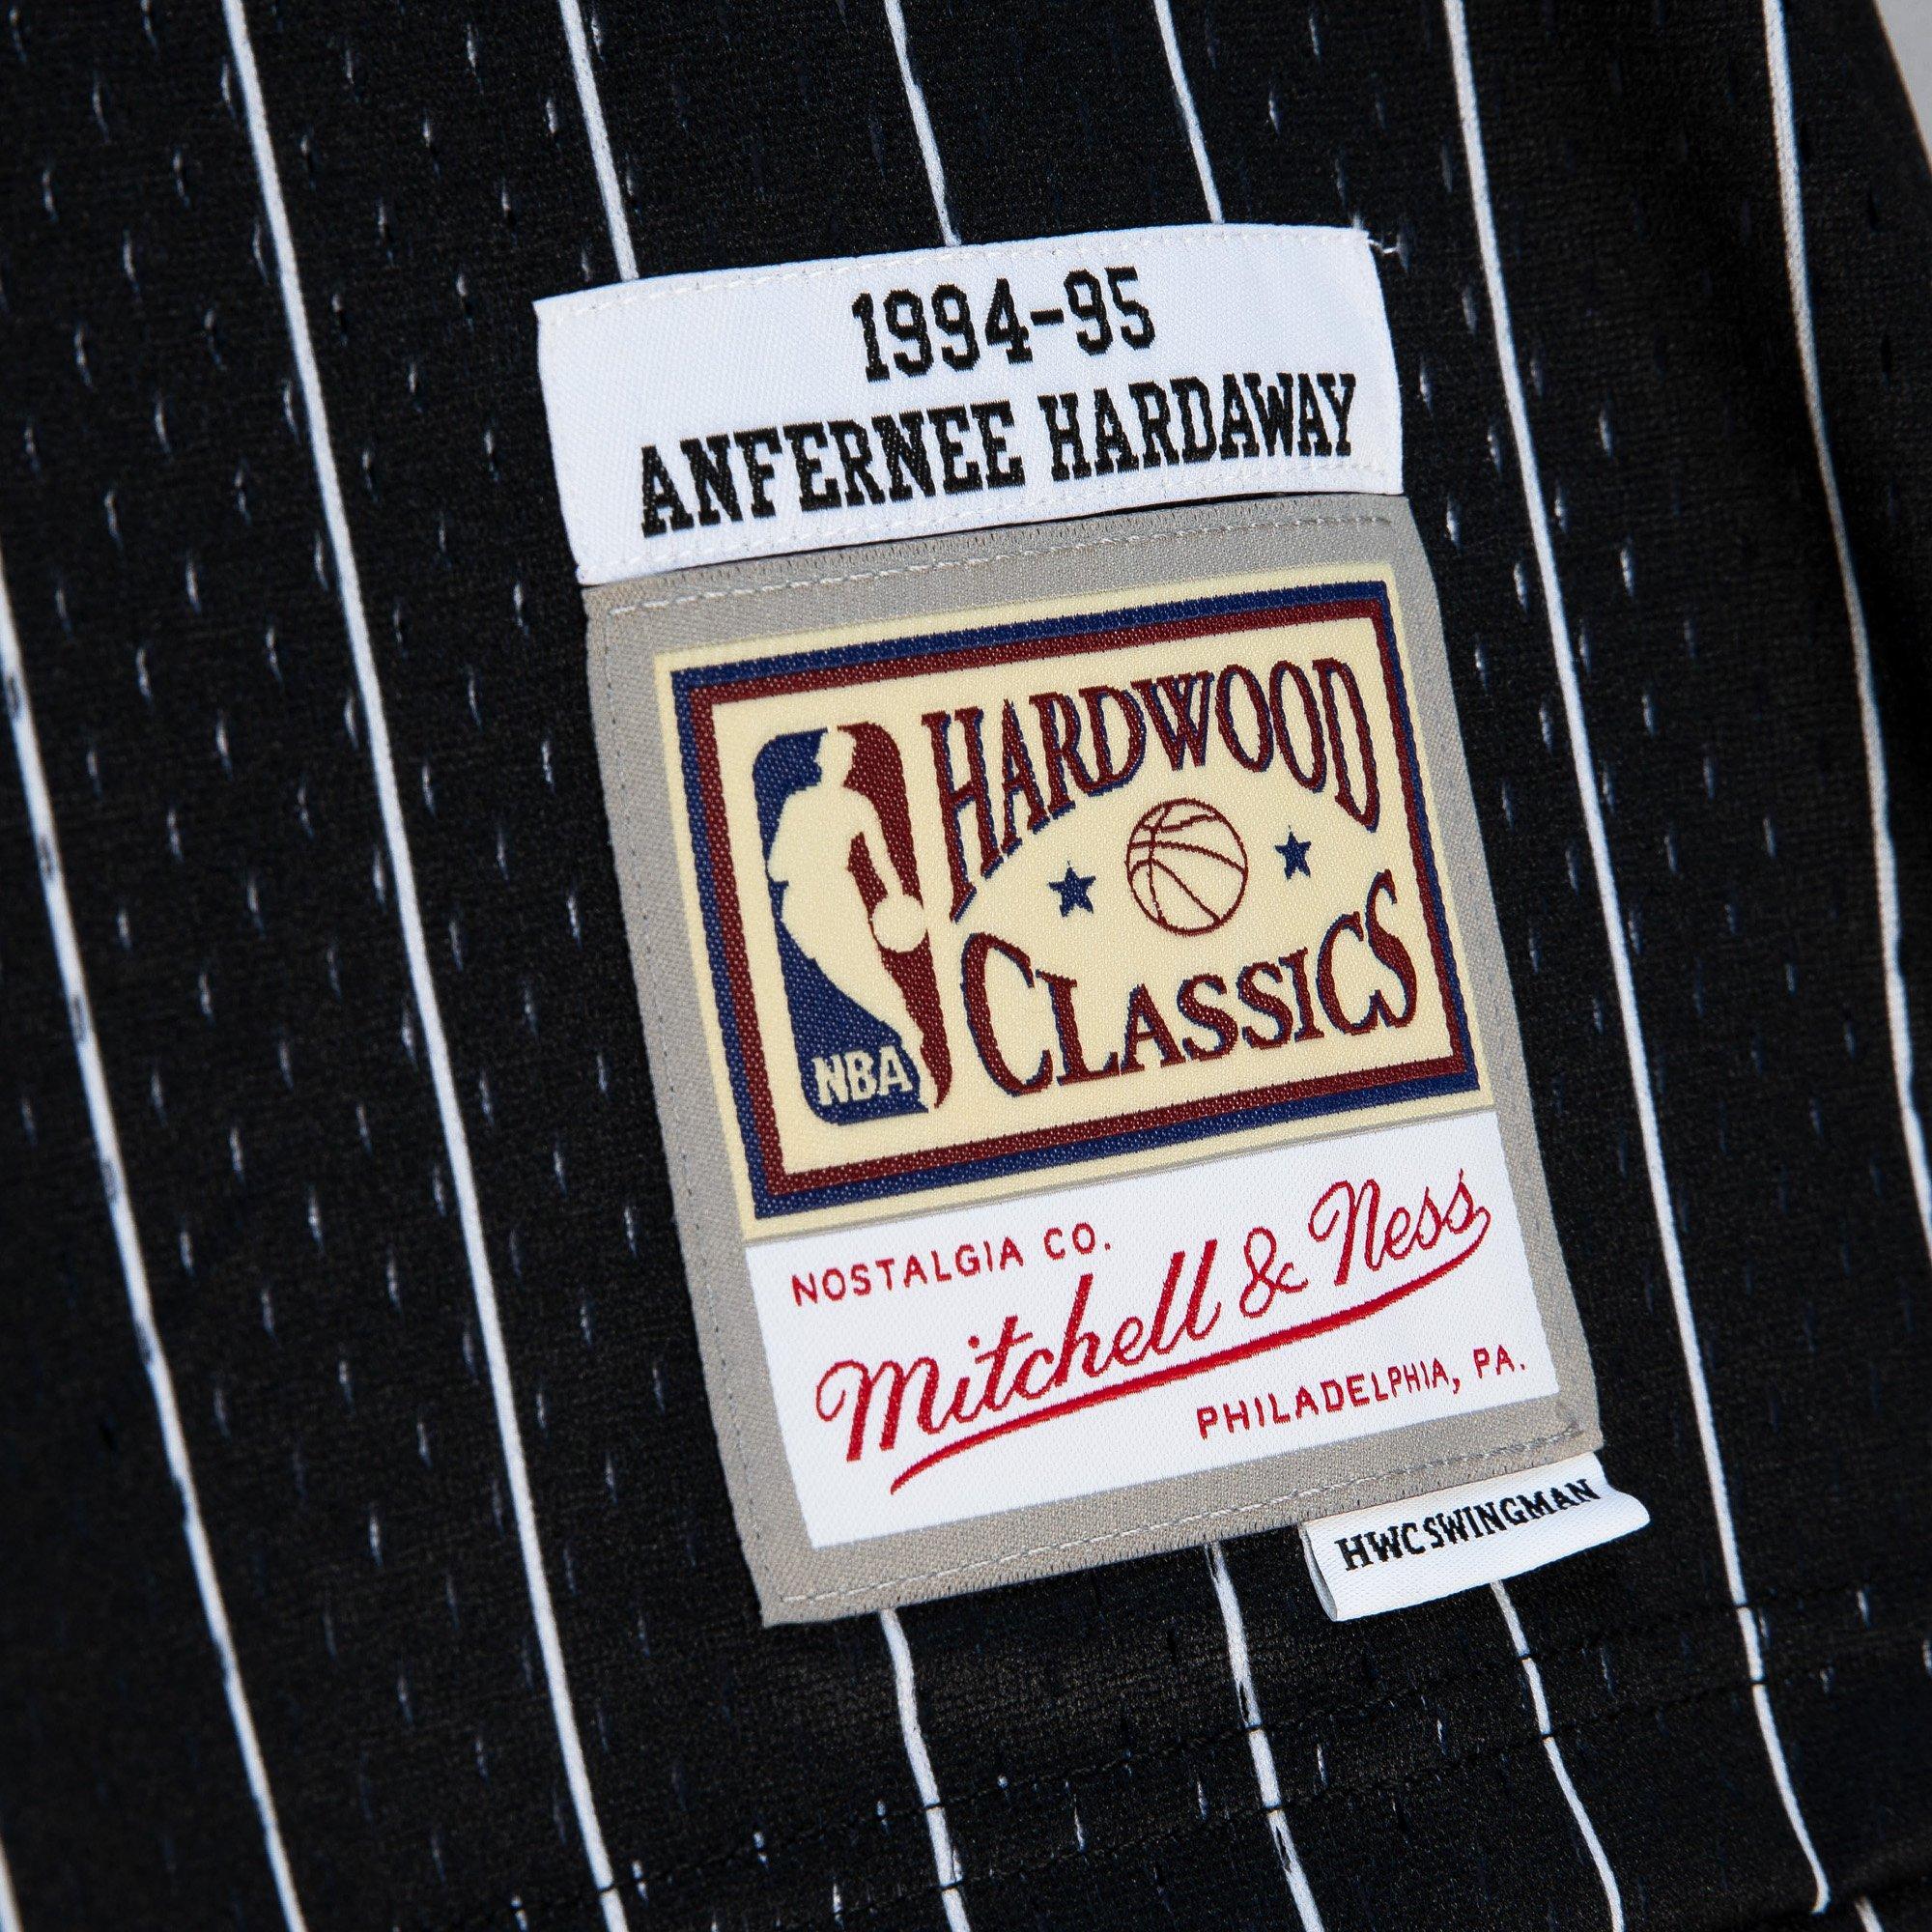 1994-95
ANFERNEE HARDAWAY
HARDWOOD
CLASSICS
NBA
NOSTALGIA CO.
Mitchell & Ness
PHILADELPHIA, PA.
HWCSWINGMAN